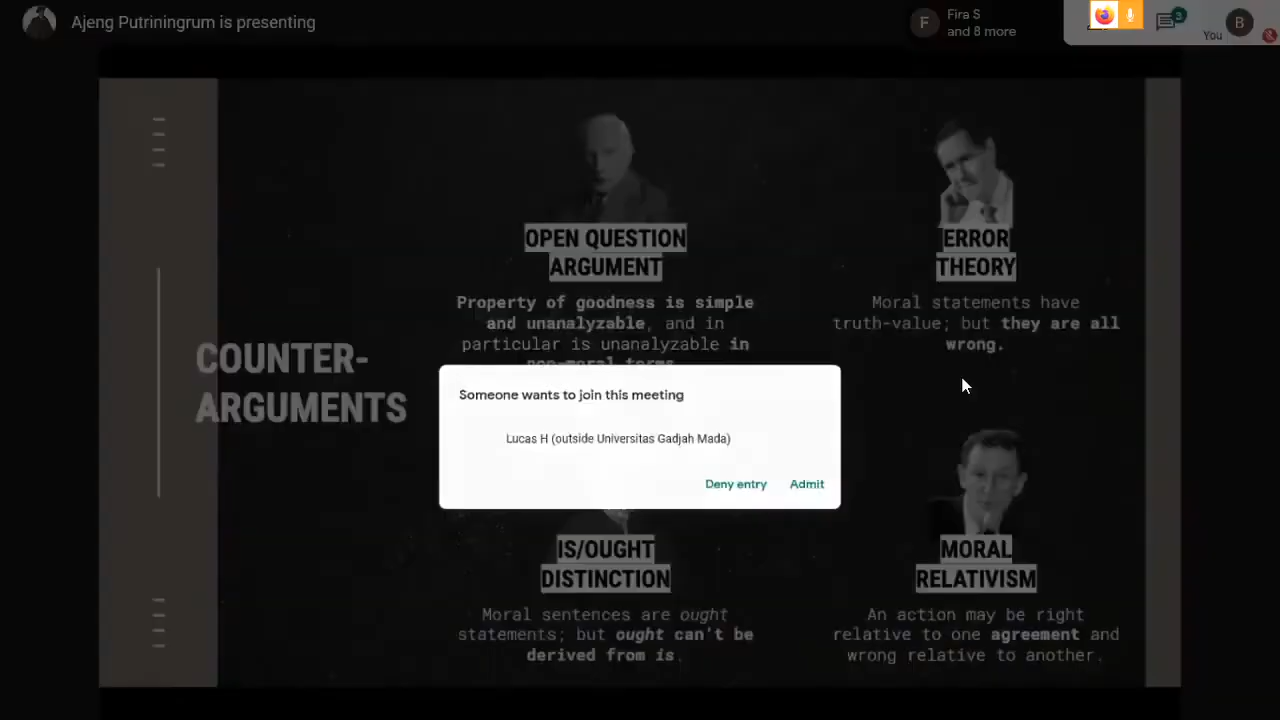 Ajeng Putriningrum is presenting
F
Fira S
and 8 more
3
You
B
COUNTER-
ARGUMENTS
OPEN QUESTION
ARGUMENT
Property of goodness is simple
and unanalyzable, and in
particular is unanalyzable in
non-moral terms
ERROR
THEORY
Moral statements have
truth-value; but they are all
wrong.
Someone wants to join this meeting
Lucas H (outside Universitas Gadjah Mada)
Deny entry Admit
IS/OUGHT
DISTINCTION
Moral sentences are ought
statements; but ought can't be
derived from is.
MORAL
RELATIVISM
An action may be right
relative to one agreement and
wrong relative to another.